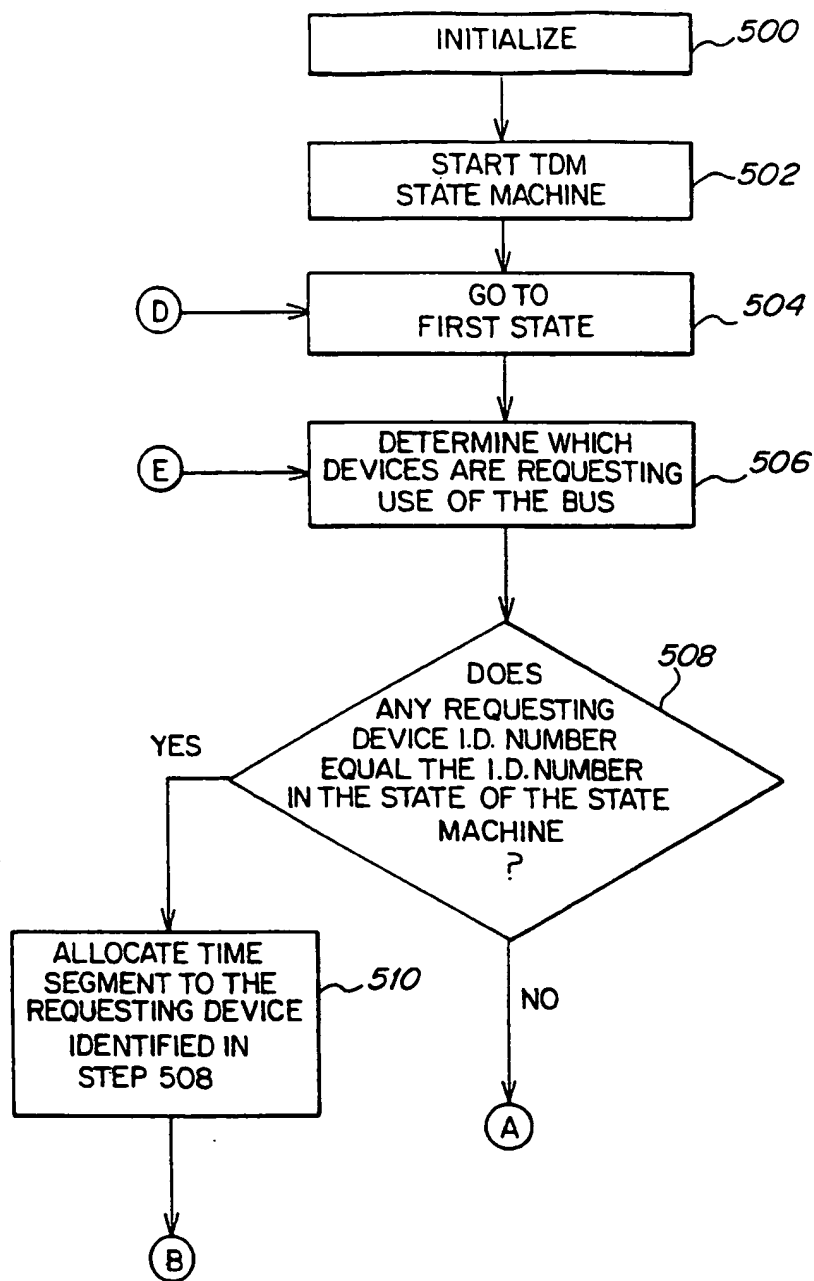 INITIALIZE
500
START TDM
STATE MACHINE
502
D
GO TO
FIRST STATE
504
E
DETERMINE WHICH
DEVICES ARE REQUESTING
USE OF THE BUS
506
508
DOES
ANY REQUESTING
DEVICE I.D. NUMBER
EQUAL THE I.D. NUMBER
IN THE STATE OF THE STATE
MACHINE
?
YES
ALLOCATE TIME
SEGMENT TO THE
REQUESTING DEVICE
IDENTIFIED IN
STEP 508
510
NO
A
B